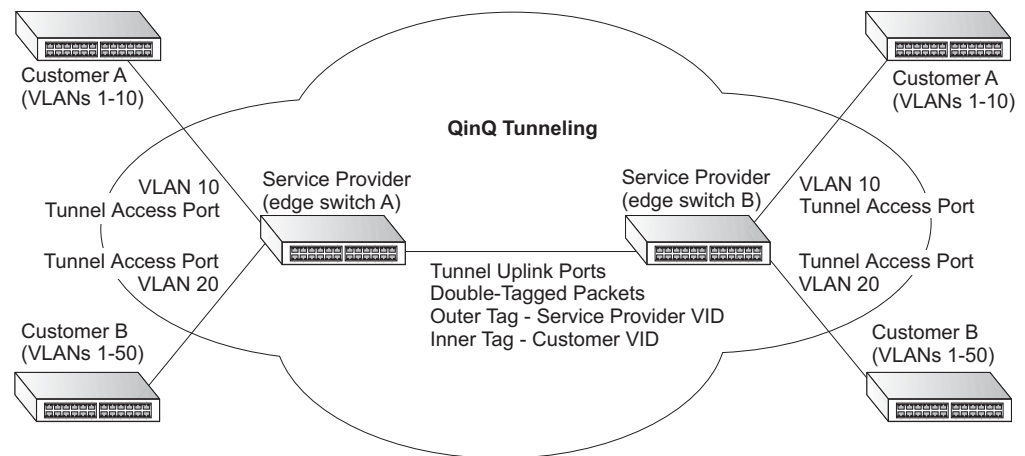 Customer A
(VLANs 1-10)
Customer A
(VLANs 1-10)
QinQ Tunneling
VLAN 10
Tunnel Access Port
Service Provider
(edge switch A)
Service Provider
(edge switch B)
VLAN 10
Tunnel Access Port
Tunnel Access Port
VLAN 20
Tunnel Uplink Ports
Double-Tagged Packets
Outer Tag - Service Provider VID
Inner Tag - Customer VID
Tunnel Access Port
VLAN 20
Customer B
(VLANs 1-50)
Customer B
(VLANs 1-50)